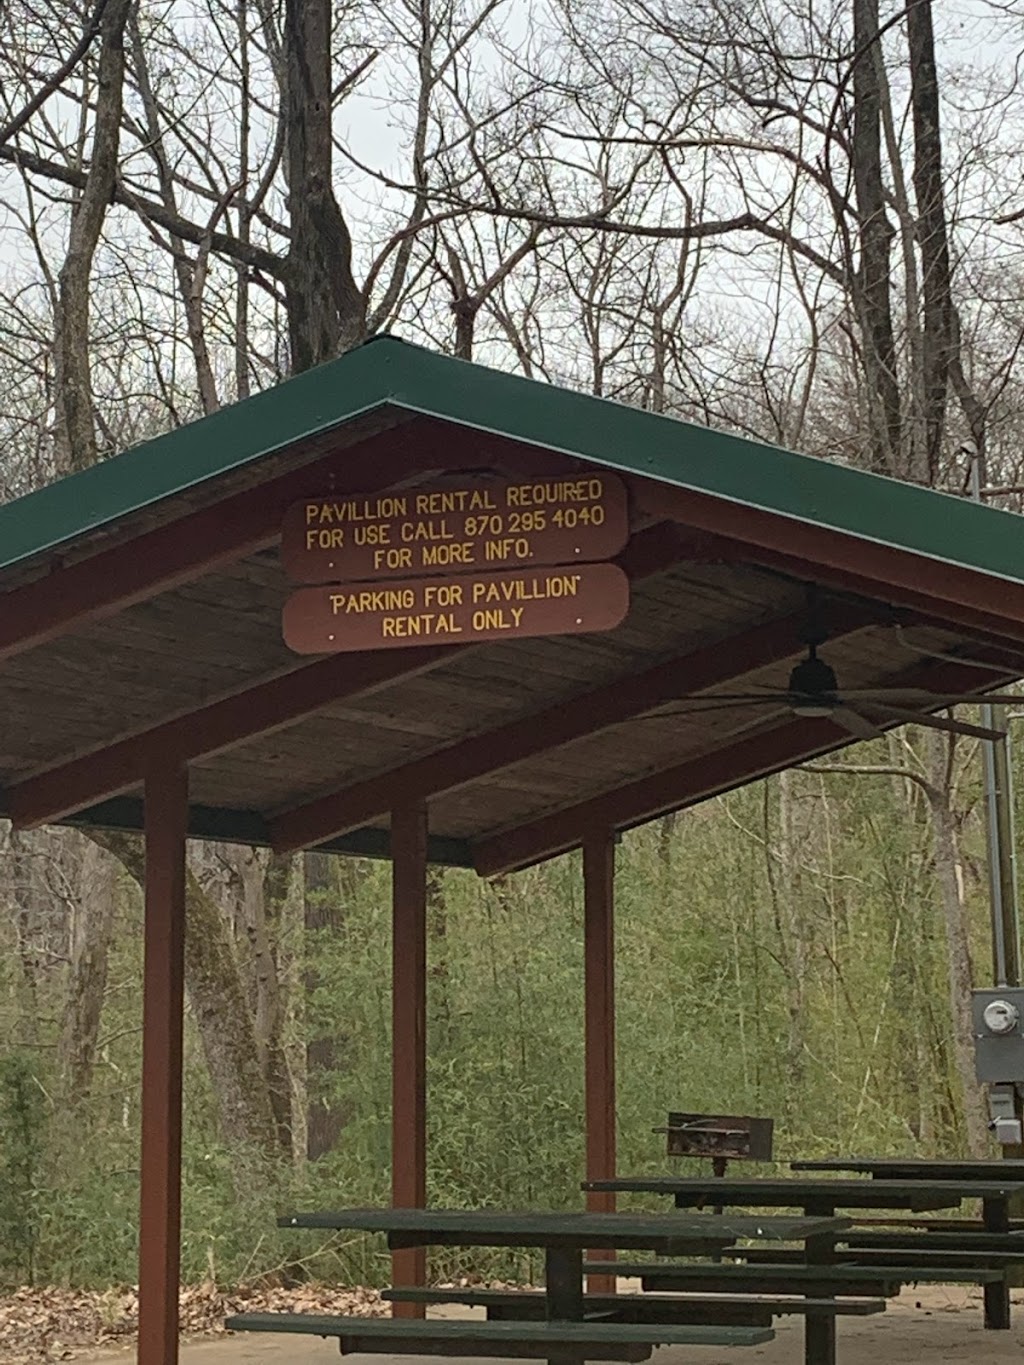 PAVILLION RENTAL REQUIRED
FOR USE CALL 870 295 4040
FOR MORE INFO.
PARKING FOR PAVILLION
RENTAL ONLY